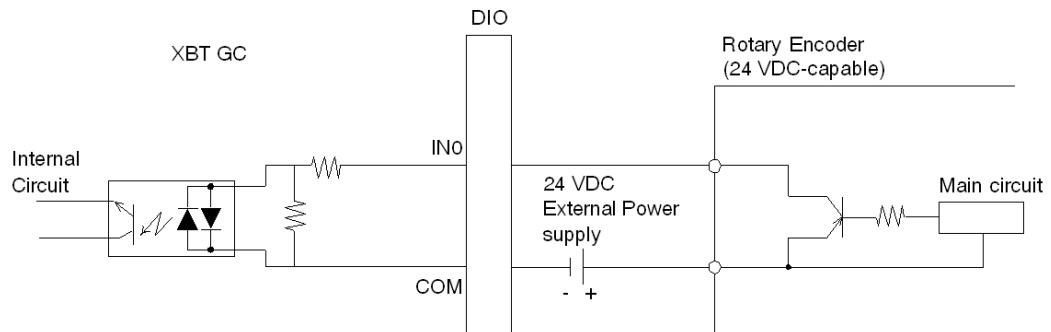 DIO
XBT GC
Rotary Encoder
(24 VDC-capable)
IN0
Internal
Circuit
24 VDC
External Power
supply
Main circuit
COM
- +